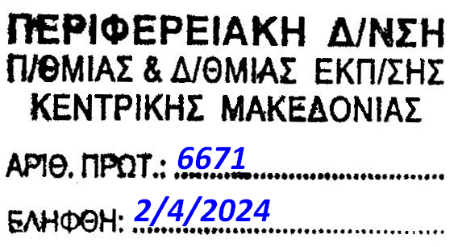 ΠΕΡΙΦΕΡΕΙΑΚΗ Δ/ΝΣΗ
Π/ΘΜΙΑΣ & Δ/ΘΜΙΑΣ ΕΚΠ/ΣΗΣ
ΚΕΝΤΡΙΚΗΣ ΜΑΚΕΔΟΝΙΑΣ
ΑΡΙΘ. ΠΡΩΤ.: 6671
ΕΛΗΦΘΗ: 2/4/2024